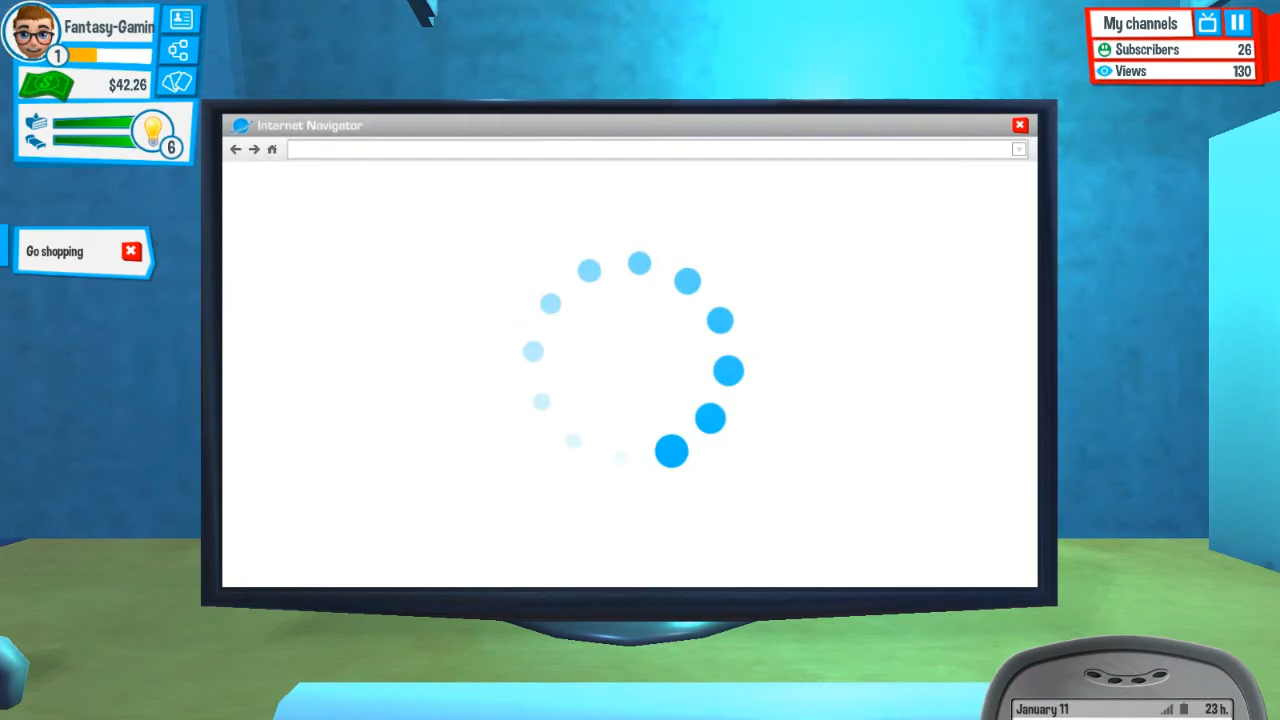 Fantasy-Gamin
1
$42.26
6
Go shopping
My channels
Subscribers 26
Views 130
Internet Navigator
January 11 23 h.